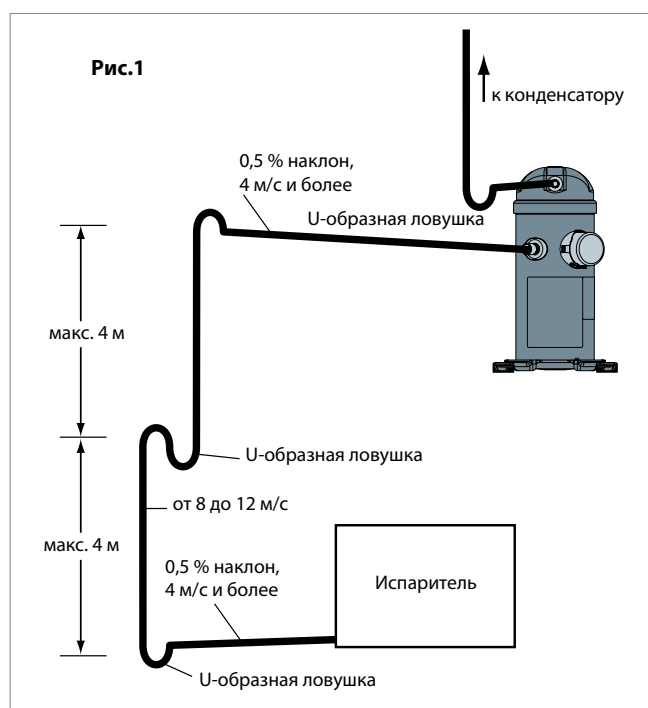 Рис.1
к конденсатору
0,5 % наклон,
4 м/с и более
U-образная ловушка
макс. 4 м
U-образная ловушка
от 8 до 12 м/с
макс. 4 м
0,5 % наклон,
4 м/с и более
Испаритель
U-образная ловушка